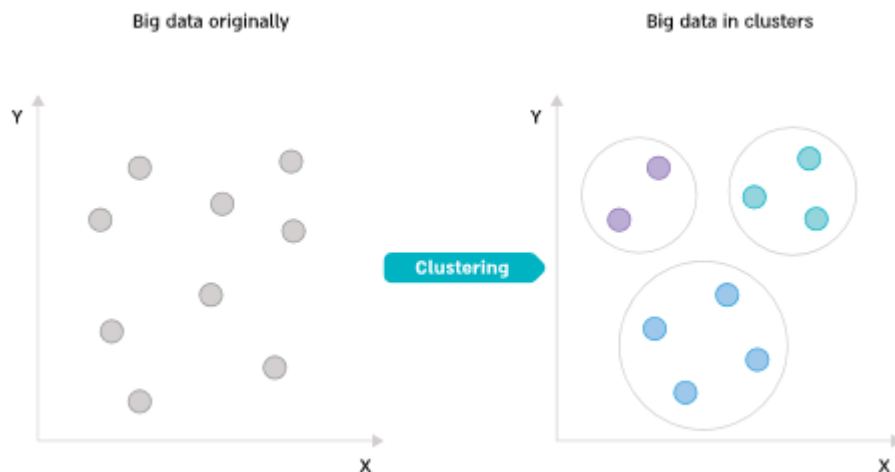 Big data originally
Big data in clusters
Y
Y
Clustering
X
X